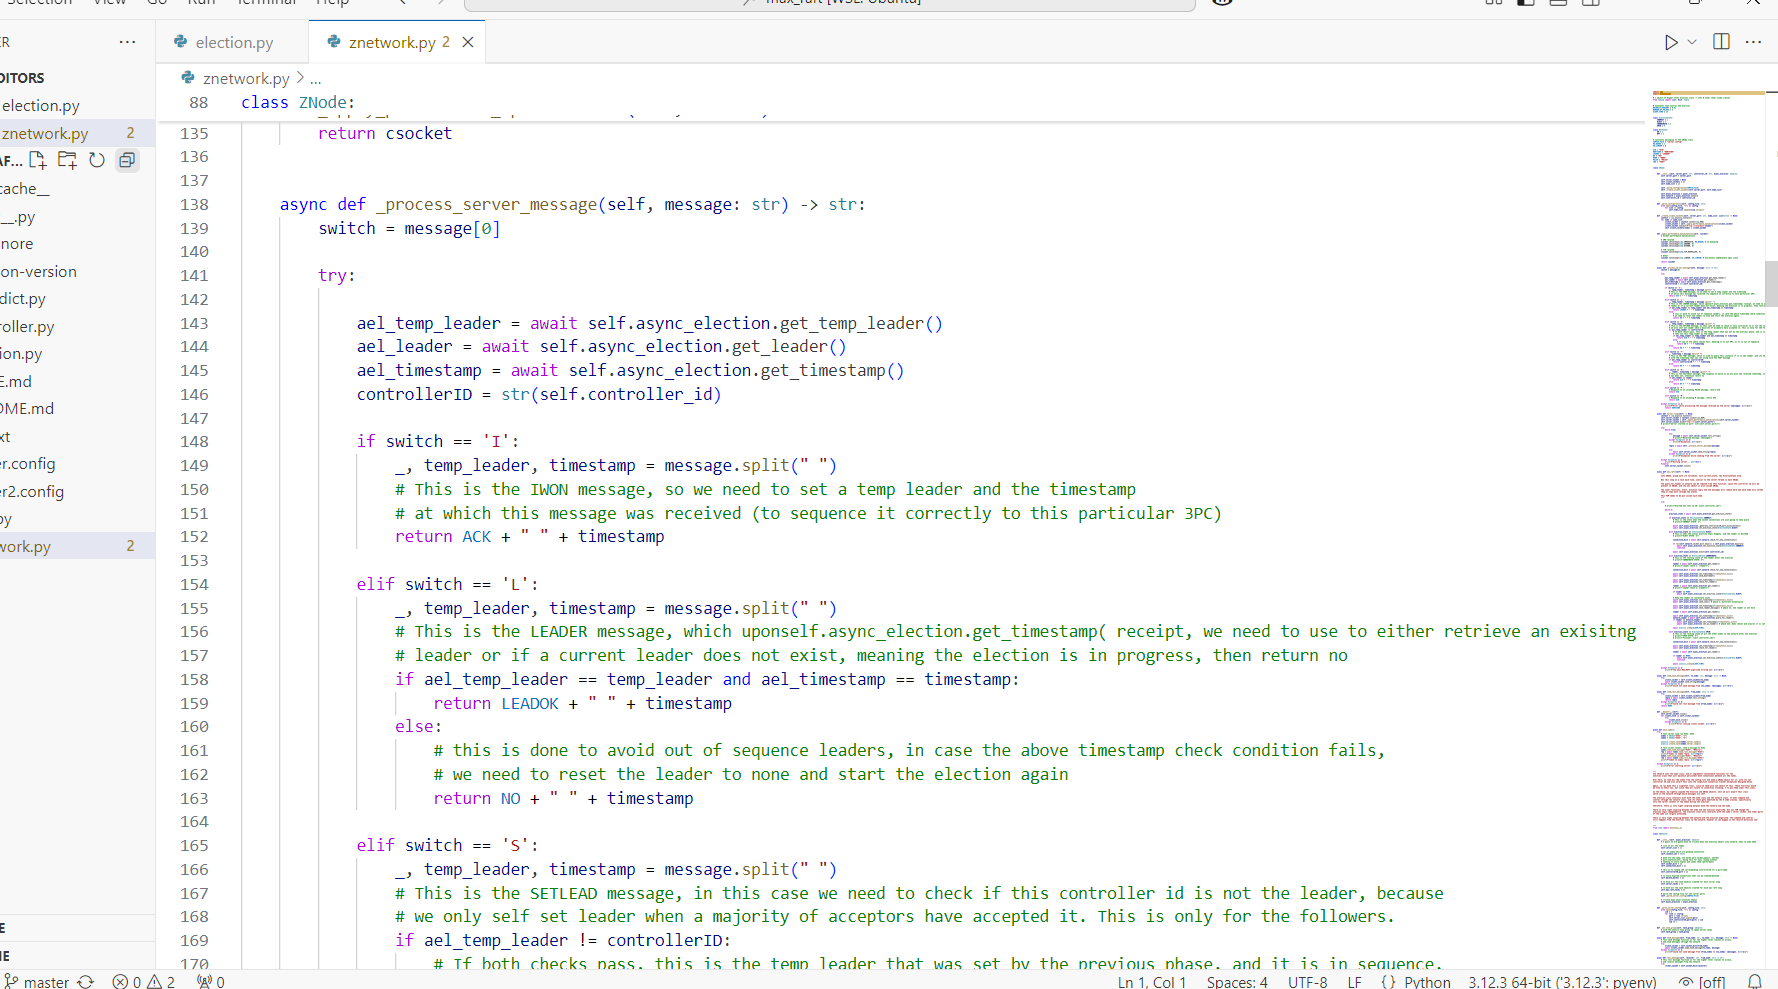 Selection View Go Run Terminal Help
max_raft [WSL: Ubuntu]
election.py
znetwork.py 2
znetwork.py > ...
election.py
znetwork.py 2
.py
dict.py
ion.py
.md
er.config
er2.config
work.py 2
88 class ZNode:
135 return csocket
136
137
138 async def _process_server_message(self, message: str) -> str:
139 switch = message[0]
140
141 try:
142
143 ael_temp_leader = await self.async_election.get_temp_leader()
144 ael_leader = await self.async_election.get_leader()
145 ael_timestamp = await self.async_election.get_timestamp()
146 controllerID = str(self.controller_id)
147
148 if switch == 'I':
149 _, temp_leader, timestamp = message.split(" ")
150 # This is the IWON message, so we need to set a temp leader and the timestamp
151 # at which this message was received (to sequence it correctly to this particular 3PC)
152 return ACK + " " + timestamp
153
154 elif switch == 'L':
155 _, temp_leader, timestamp = message.split(" ")
156 # This is the LEADER message, which uponself.async_election.get_timestamp( receipt, we need to use to either retrieve an exisitng
157 # leader or if a current leader does not exist, meaning the election is in progress, then return no
158 if ael_temp_leader == temp_leader and ael_timestamp == timestamp:
159 return LEADOK + " " + timestamp
160 else:
161 # this is done to avoid out of sequence leaders, in case the above timestamp check condition fails,
162 # we need to reset the leader to none and start the election again
163 return NO + " " + timestamp
164
165 elif switch == 'S':
166 _, temp_leader, timestamp = message.split(" ")
167 # This is the SETLEAD message, in this case we need to check if this controller id is not the leader, because
168 # we only self set leader when a majority of acceptors have accepted it. This is only for the followers.
169 if ael_temp_leader != controllerID:
170 # If both checks pass, this is the temp leader that was set by the previous phase, and it is in sequence.
master 0 2 0 Ln 1, Col 1 Spaces: 4 UTF-8 LF {} Python 3.12.3 64-bit ('3.12.3': pyenv) [off]